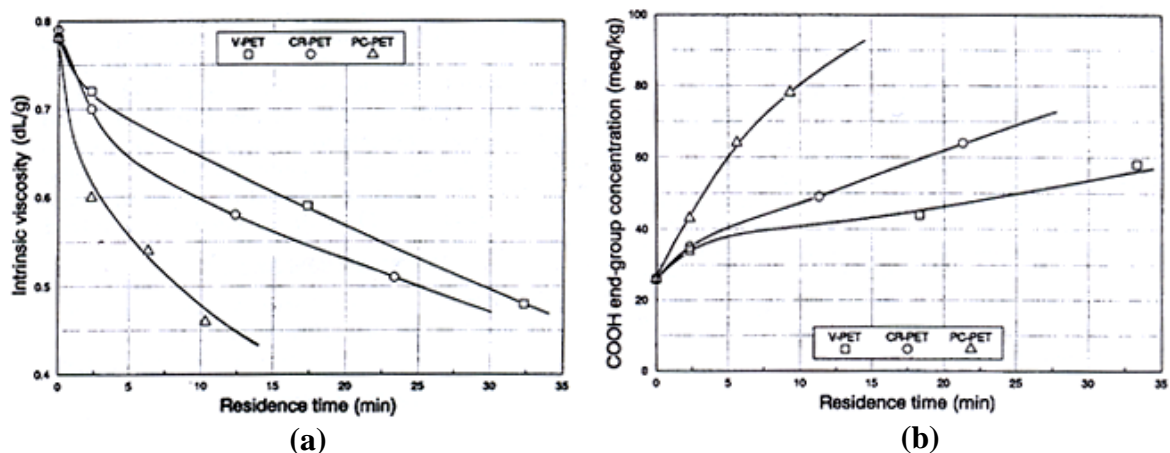 V-PET CR-PET PC-PET
Intrinsic viscosity (dL/g)
0.8
0.7
0.6
0.5
0.4
0 5 10 15 20 25 30 35
Residence time (min)
(a)
COOH end-group concentration (meq/kg)
100
80
60
40
20
0
V-PET CR-PET PC-PET
0 5 10 15 20 25 30 35
Residence time (min)
(b)